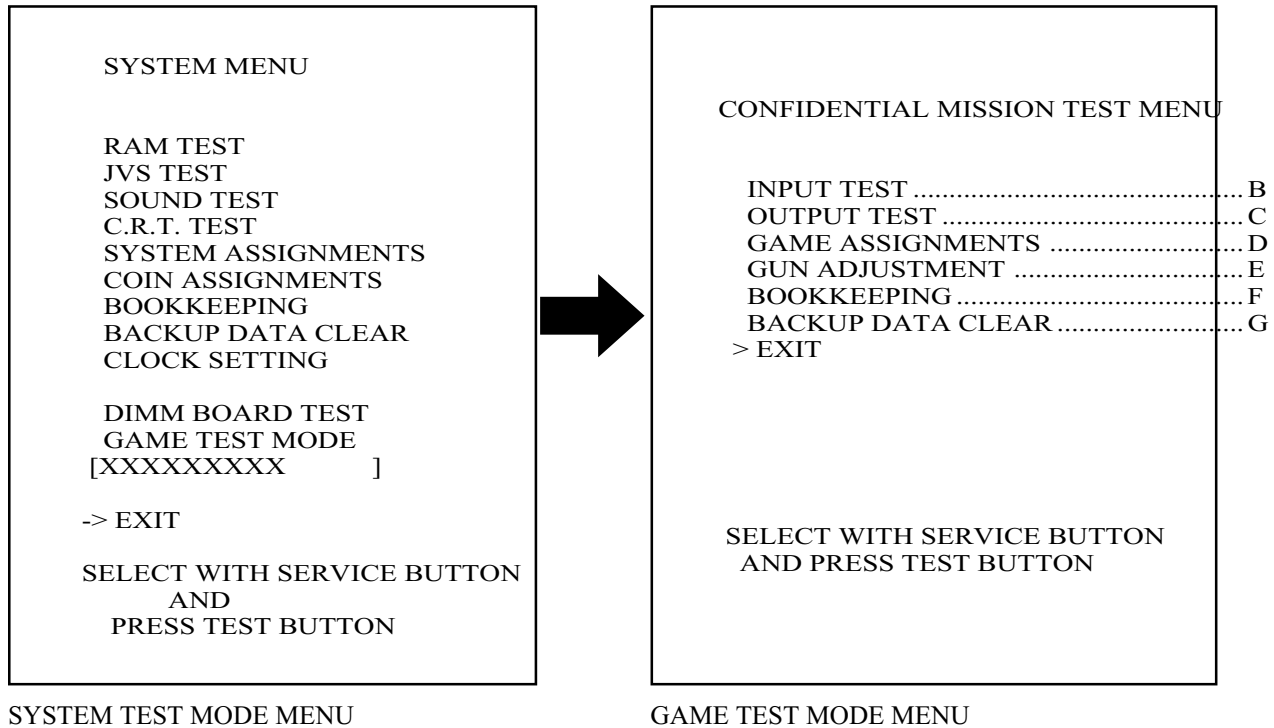 SYSTEM MENU
RAM TEST
JVS TEST
SOUND TEST
C.R.T. TEST
SYSTEM ASSIGNMENTS
COIN ASSIGNMENTS
BOOKKEEPING
BACKUP DATA CLEAR
CLOCK SETTING
DIMM BOARD TEST
GAME TEST MODE
[XXXXXXXXX ]
-> EXIT
SELECT WITH SERVICE BUTTON
AND
PRESS TEST BUTTON
SYSTEM TEST MODE MENU
CONFIDENTIAL MISSION TEST MENU
INPUT TEST ............................................. B
OUTPUT TEST ......................................... C
GAME ASSIGNMENTS .......................... D
GUN ADJUSTMENT ............................... E
BOOKKEEPING ....................................... F
BACKUP DATA CLEAR ......................... G
> EXIT
SELECT WITH SERVICE BUTTON
AND PRESS TEST BUTTON
GAME TEST MODE MENU